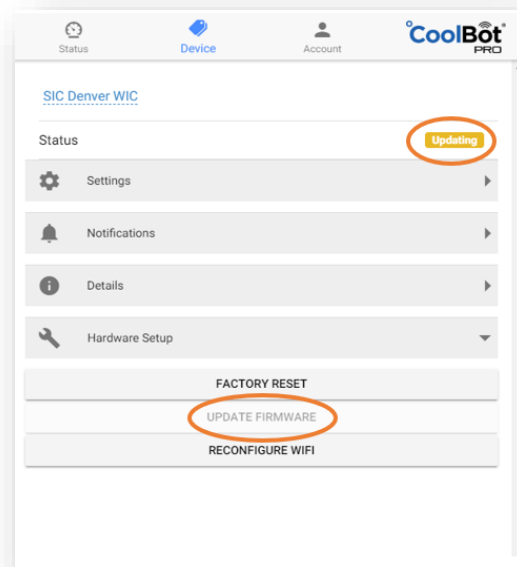 °CoolBôt
PRO
Status
Device
Account
SIC Denver WIC
Status
Updating
Settings
Notifications
Details
Hardware Setup
FACTORY RESET
UPDATE FIRMWARE
RECONFIGURE WIFI